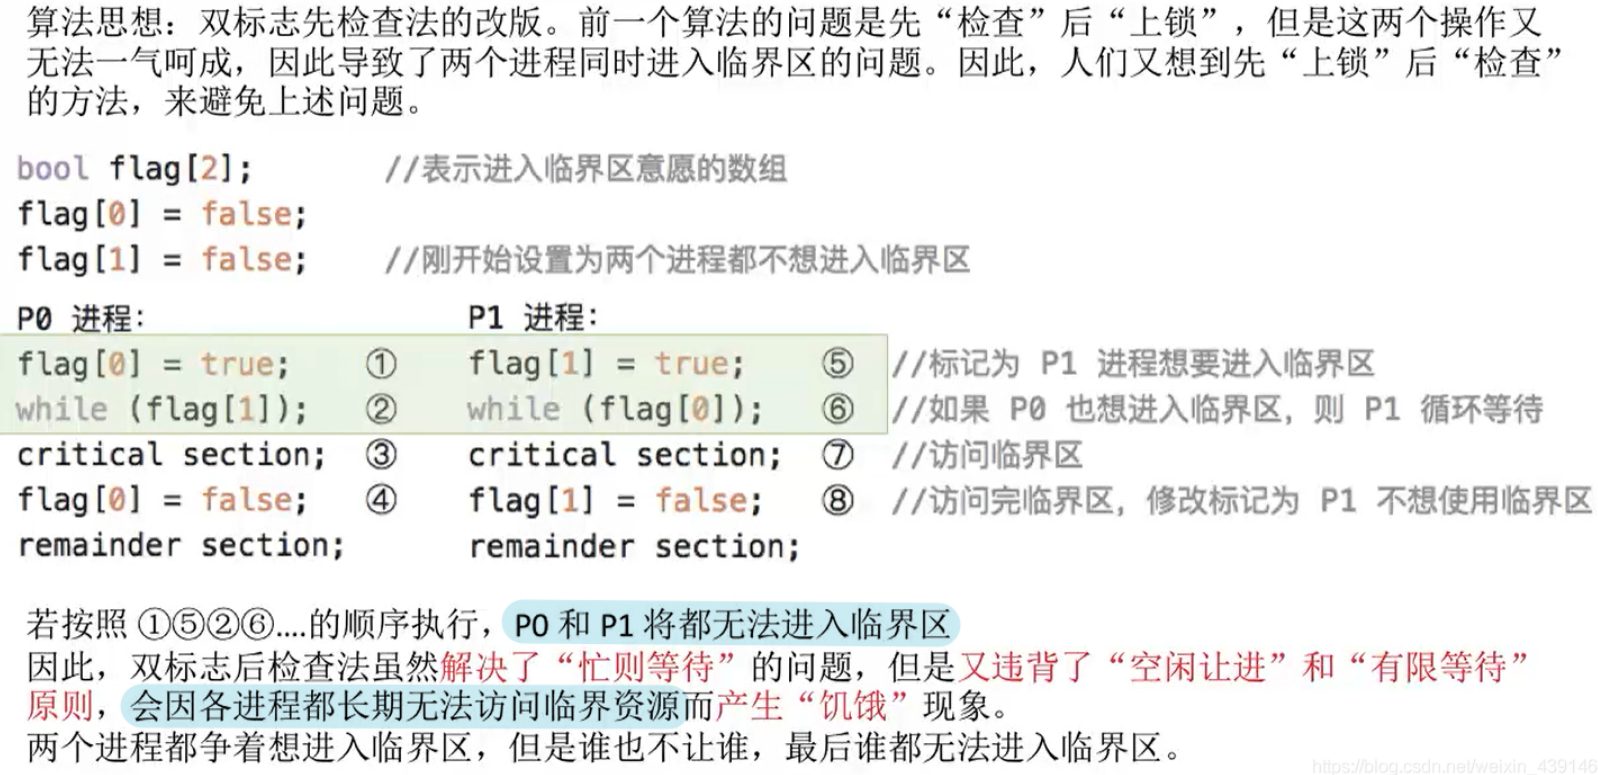 算法思想：双标志先检查法的改版。前一个算法的问题是先“检查”后“上锁”，但是这两个操作又
无法一气呵成，因此导致了两个进程同时进入临界区的问题。因此，人们又想到先“上锁”后“检查”
的方法，来避免上述问题。
bool flag[2]; //表示进入临界区意愿的数组
flag[0] = false;
flag[1] = false; //刚开始设置为两个进程都不想进入临界区
P0 进程： P1 进程：
flag[0] = true; ① flag[1] = true; ⑤ //标记为 P1 进程想要进入临界区
while (flag[1]); ② while (flag[0]); ⑥ //如果 P0 也想进入临界区，则 P1 循环等待
critical section; ③ critical section; ⑦ //访问临界区
flag[0] = false; ④ flag[1] = false; ⑧ //访问完临界区，修改标记为 P1 不想使用临界区
remainder section; remainder section;
若按照 ①⑤②⑥....的顺序执行，P0 和 P1 将都无法进入临界区
因此，双标志后检查法虽然解决了“忙则等待”的问题，但是又违背了“空闲让进”和“有限等待”
原则，会因各进程都长期无法访问临界资源而产生“饥饿”现象。
两个进程都争着想进入临界区，但是谁也不让谁，最后谁都无法进入临界区。
https://blog.csdn.net/weixin_439146